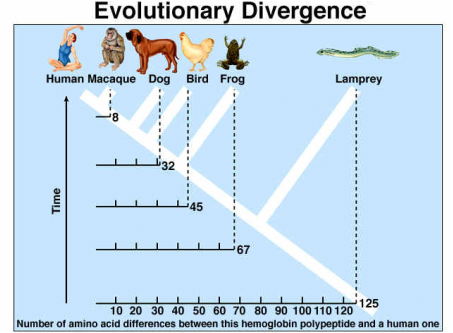 Evolutionary Divergence
Human Macaque Dog Bird Frog Lamprey
8
32
45
67
125
Time
10 20 30 40 50 60 70 80 90 100 110 120
Number of amino acid differences between this hemoglobin polypeptide and a human one